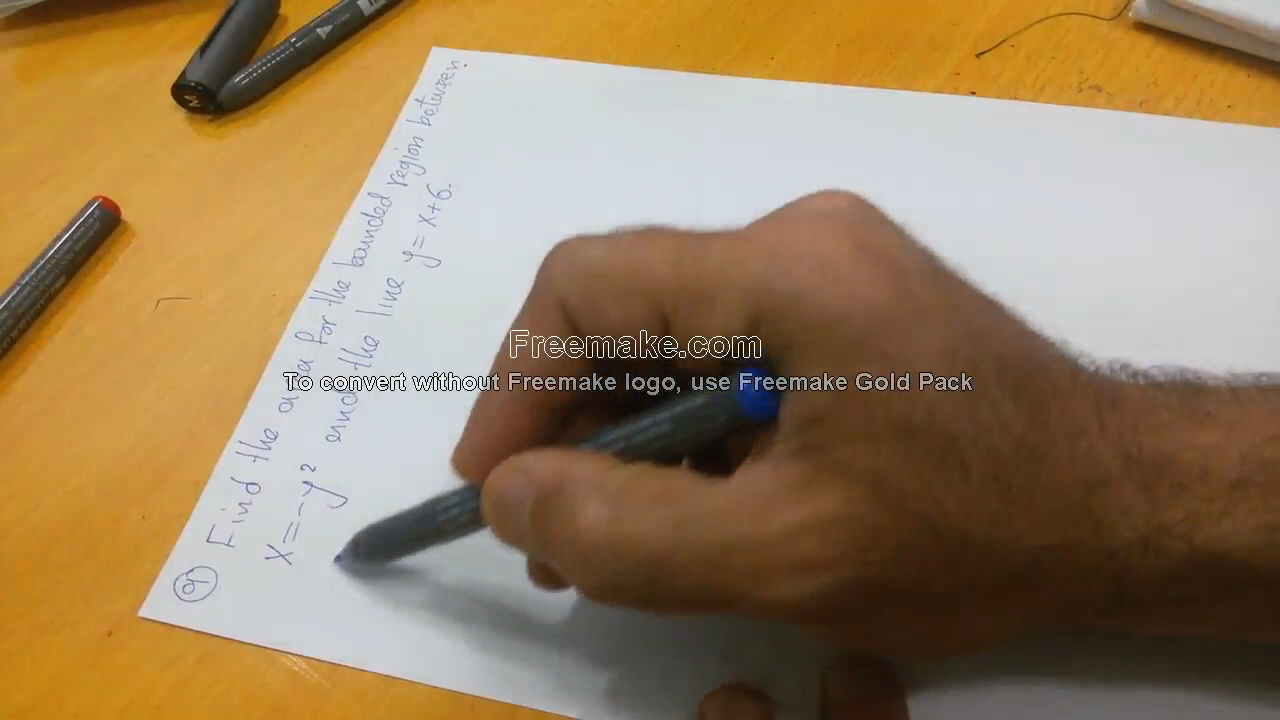 9 Find the area for the bounded region between
x=-y² and the line y=x+6.
Freemake.com
To convert without Freemake logo, use Freemake Gold Pack